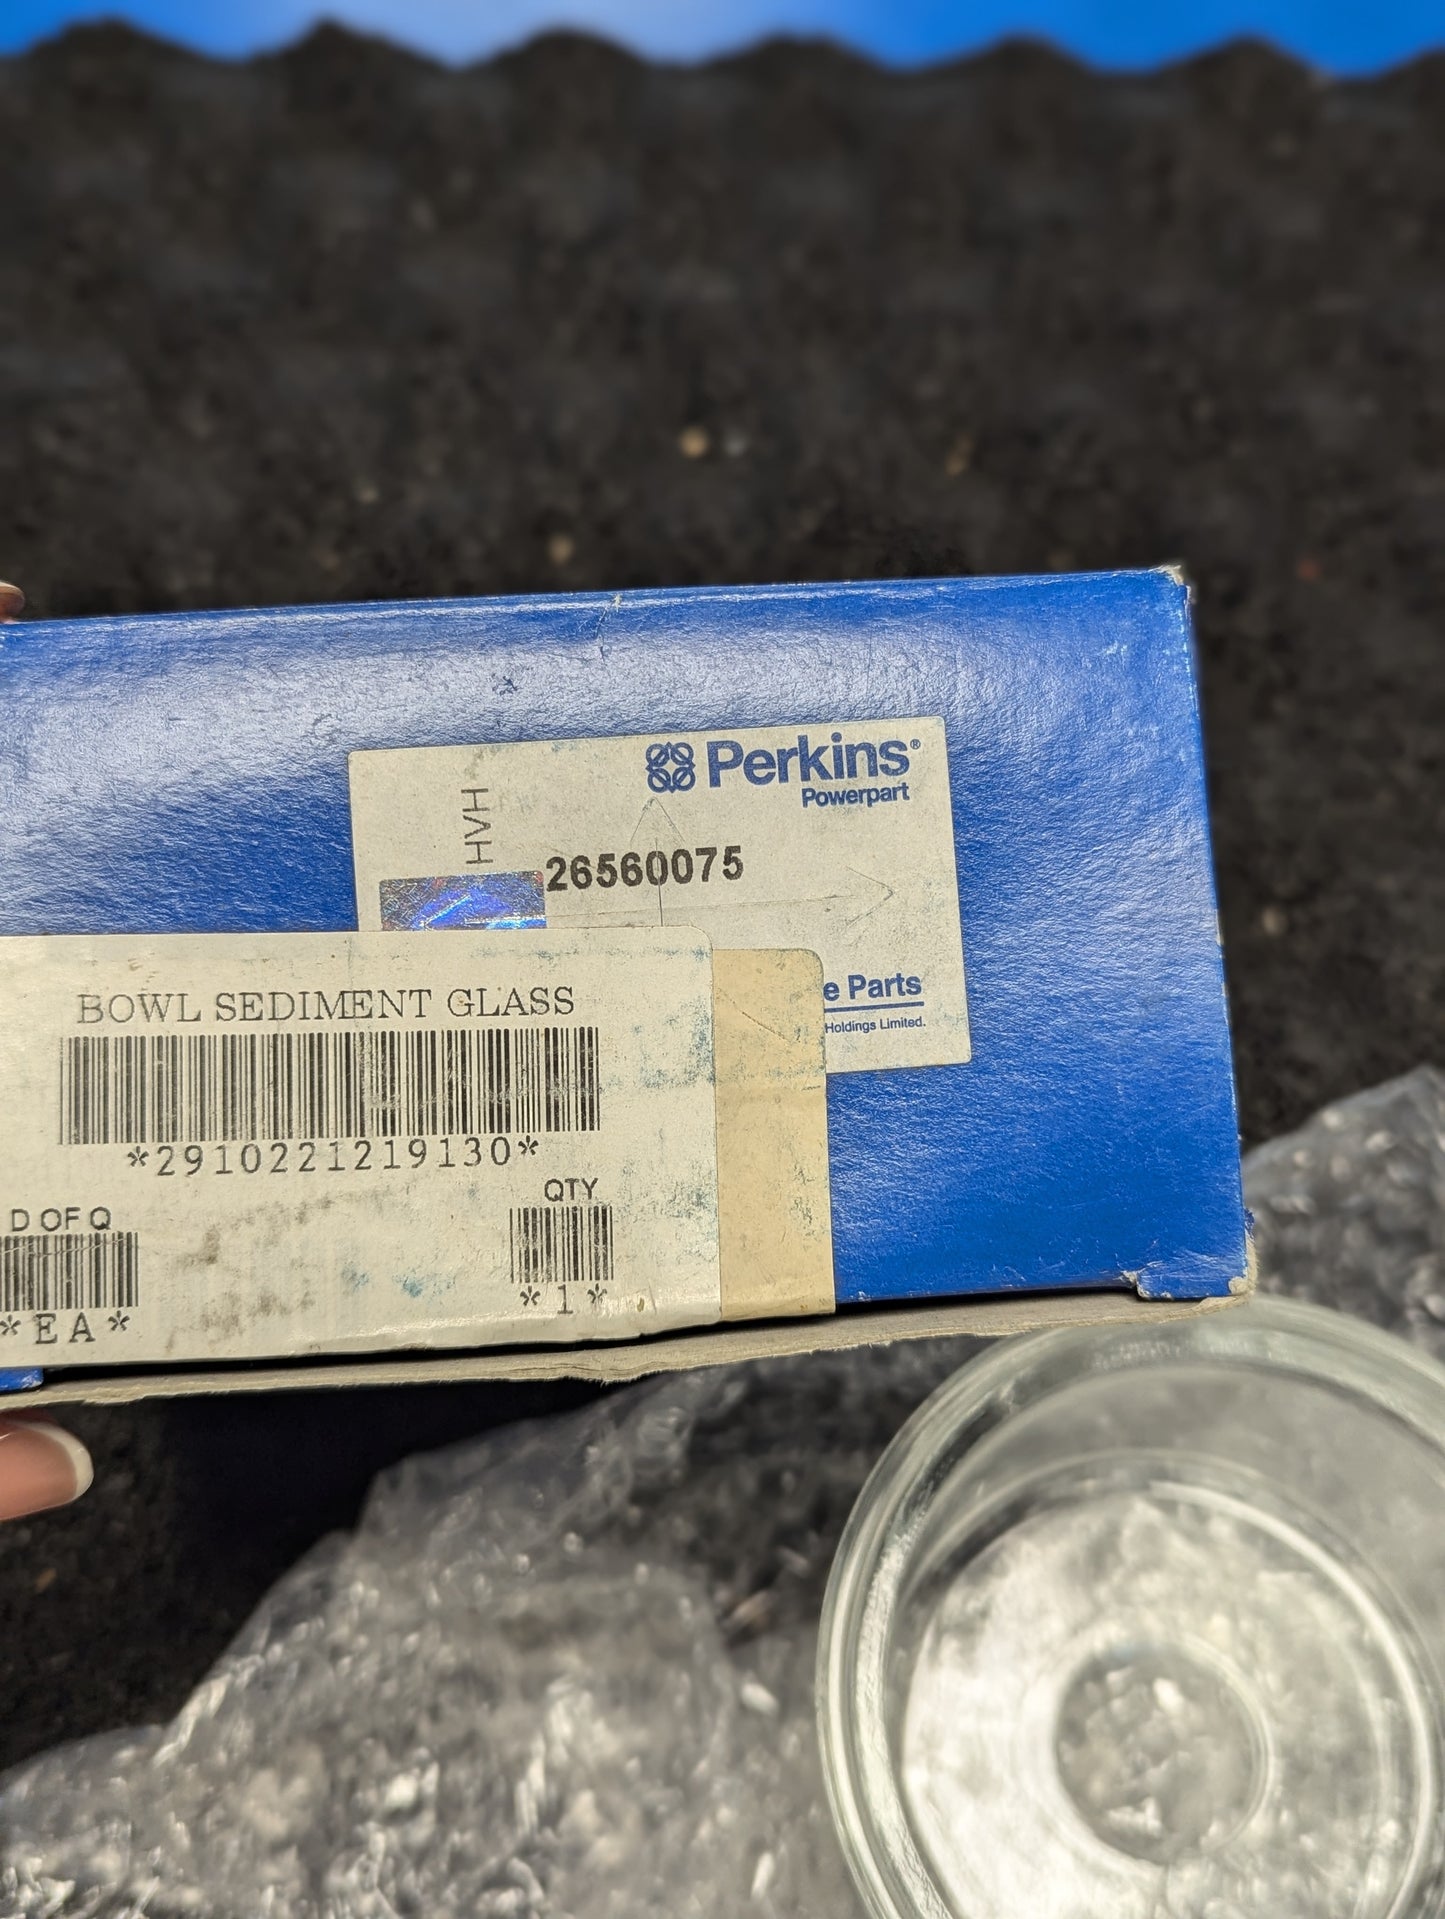 Perkins®
Powerpart
HVH
26560075
e Parts
Holdings Limited.
BOWL SEDIMENT GLASS
*2910221219130*
QTY
D OF Q
*1*
*EA*